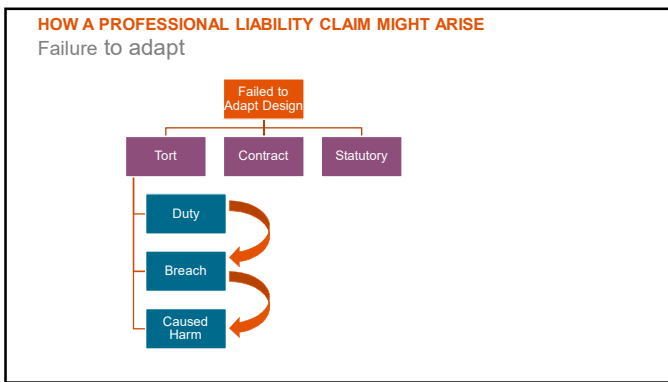 HOW A PROFESSIONAL LIABILITY CLAIM MIGHT ARISE
Failure to adapt
Failed to
Adapt Design
Tort
Contract
Statutory
Duty
Breach
Caused
Harm